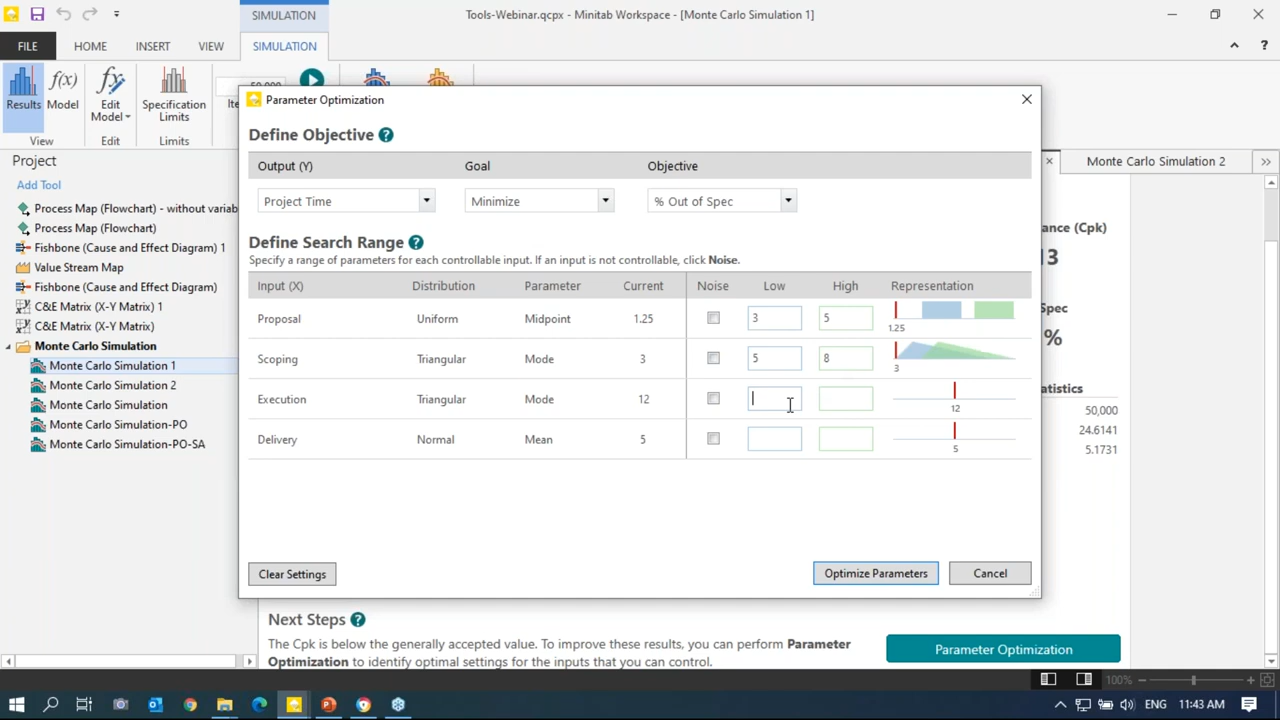 SIMULATION
Tools-Webinar.qcpx - Minitab Workspace - [Monte Carlo Simulation 1]
FILE
HOME
INSERT
VIEW
SIMULATION
Results
Model
Edit
Model
Specification
Limits
50,000
Ite
View
Edit
Limits
Project
Add Tool
Process Map (Flowchart) - without variab
Process Map (Flowchart)
Fishbone (Cause and Effect Diagram) 1
Value Stream Map
Fishbone (Cause and Effect Diagram)
C&E Matrix (X-Y Matrix) 1
C&E Matrix (X-Y Matrix)
Monte Carlo Simulation
Monte Carlo Simulation 1
Monte Carlo Simulation 2
Monte Carlo Simulation
Monte Carlo Simulation-PO
Monte Carlo Simulation-PO-SA
Parameter Optimization
Define Objective ?
Output (Y) Goal Objective
Project Time Minimize % Out of Spec
Define Search Range ?
Specify a range of parameters for each controllable input. If an input is not controllable, click Noise.
Input (X) Distribution Parameter Current Noise Low High Representation
Proposal Uniform Midpoint 1.25 3 5 1.25
Scoping Triangular Mode 3 5 8 3
Execution Triangular Mode 12 12
Delivery Normal Mean 5 5
Clear Settings Optimize Parameters Cancel
Monte Carlo Simulation 2
ance (Cpk)
13
Spec
%
atistics
50,000
24.6141
5.1731
Next Steps ?
The Cpk is below the generally accepted value. To improve these results, you can perform Parameter
Optimization to identify optimal settings for the inputs that you can control.
Parameter Optimization
100%
ENG 11:43 AM